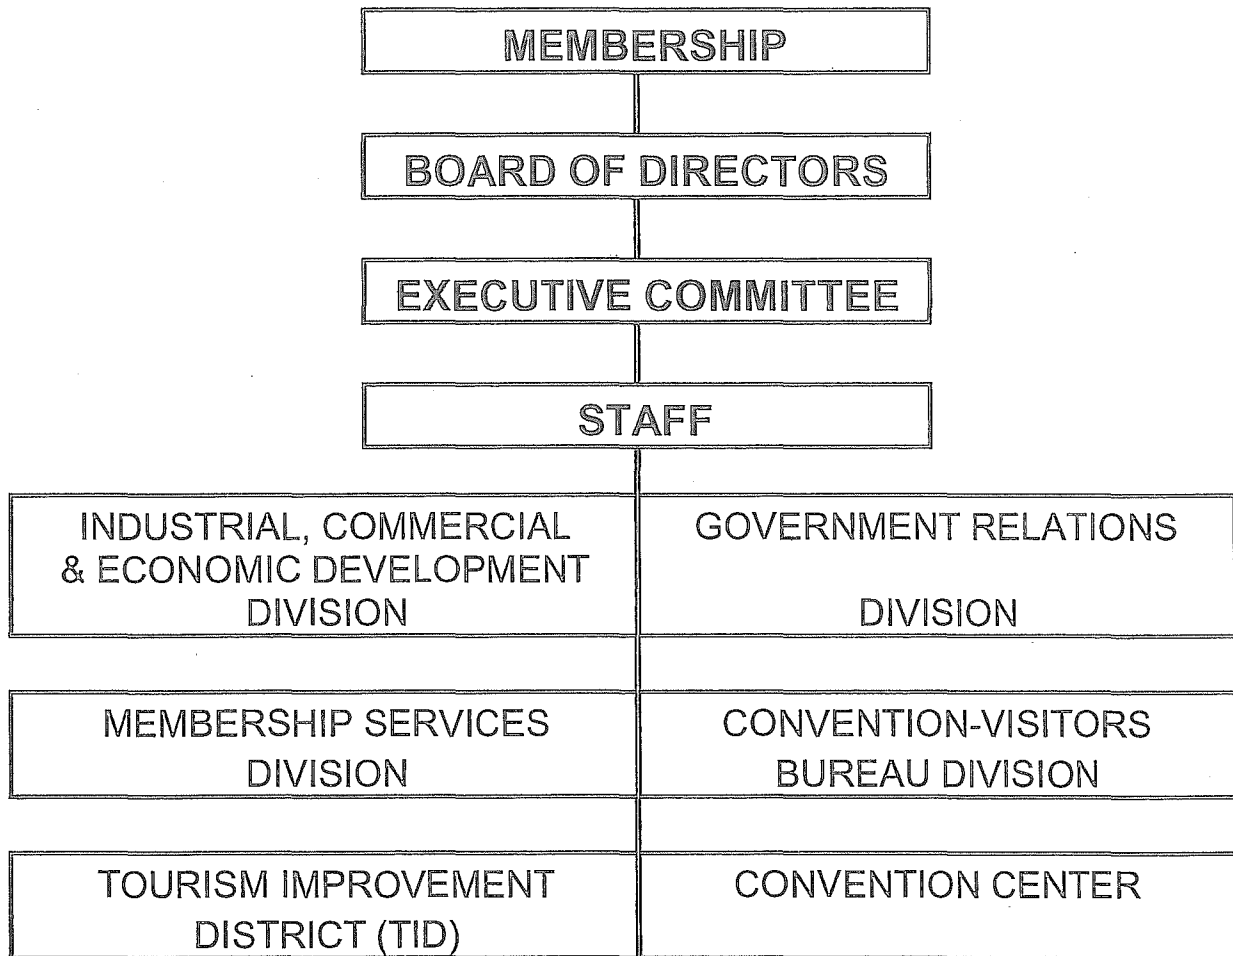 MEMBERSHIP
BOARD OF DIRECTORS
EXECUTIVE COMMITTEE
STAFF
INDUSTRIAL, COMMERCIAL
& ECONOMIC DEVELOPMENT
DIVISION
GOVERNMENT RELATIONS
DIVISION
MEMBERSHIP SERVICES
DIVISION
CONVENTION-VISITORS
BUREAU DIVISION
TOURISM IMPROVEMENT
DISTRICT (TID)
CONVENTION CENTER